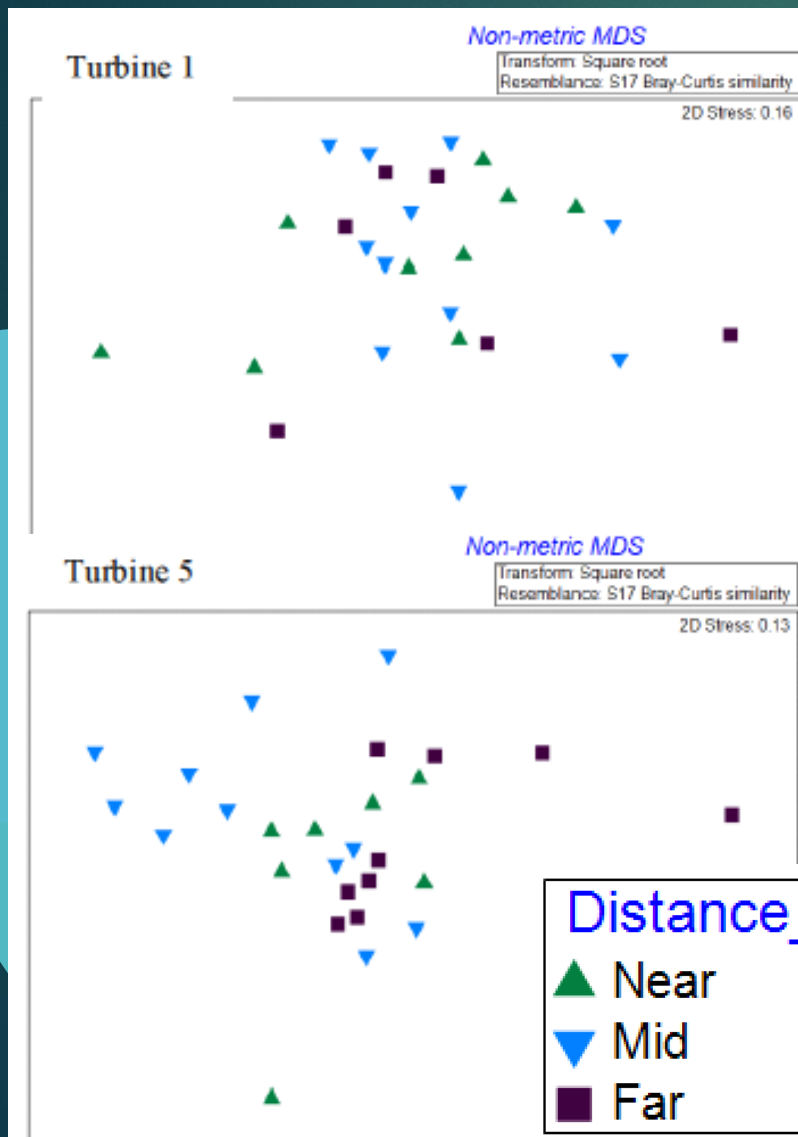 Non-metric MDS
Turbine 1
Transform: Square root
Resemblance: S17 Bray-Curtis similarity
2D Stress: 0.16
Non-metric MDS
Turbine 5
Transform: Square root
Resemblance: S17 Bray-Curtis similarity
2D Stress: 0.13
Distance_
Near
Mid
Far